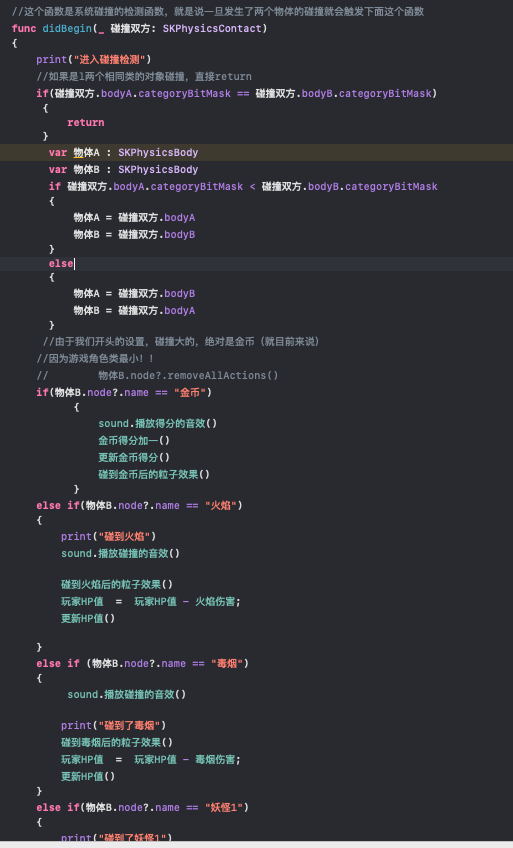 //这个函数是系统碰撞的检测函数，就是说一旦发生了两个物体的碰撞就会触发下面这个函数
func didBegin(_ 碰撞双方: SKPhysicsContact)
{
print("进入碰撞检测")
//如果是l两个相同类的对象碰撞，直接return
if(碰撞双方.bodyA.categoryBitMask == 碰撞双方.bodyB.categoryBitMask)
{
return
}
var 物体A : SKPhysicsBody
var 物体B : SKPhysicsBody
if 碰撞双方.bodyA.categoryBitMask < 碰撞双方.bodyB.categoryBitMask
{
物体A = 碰撞双方.bodyA
物体B = 碰撞双方.bodyB
}
else
{
物体A = 碰撞双方.bodyB
物体B = 碰撞双方.bodyA
}
//由于我们开头的设置，碰撞大的，绝对是金币（就目前来说）
//因为游戏角色类最小！！
// 物体B.node?.removeAllActions()
if(物体B.node?.name == "金币")
{
sound.播放得分的音效()
金币得分加一()
更新金币得分()
碰到金币后的粒子效果()
}
else if(物体B.node?.name == "火焰")
{
print("碰到火焰")
sound.播放碰撞的音效()
碰到火焰后的粒子效果()
玩家HP值 = 玩家HP值 - 火焰伤害;
更新HP值()
}
else if (物体B.node?.name == "毒烟")
{
sound.播放碰撞的音效()
print("碰到了毒烟")
碰到毒烟后的粒子效果()
玩家HP值 = 玩家HP值 - 毒烟伤害;
更新HP值()
}
else if(物体B.node?.name == "妖怪1")
{
print("碰到了妖怪1")